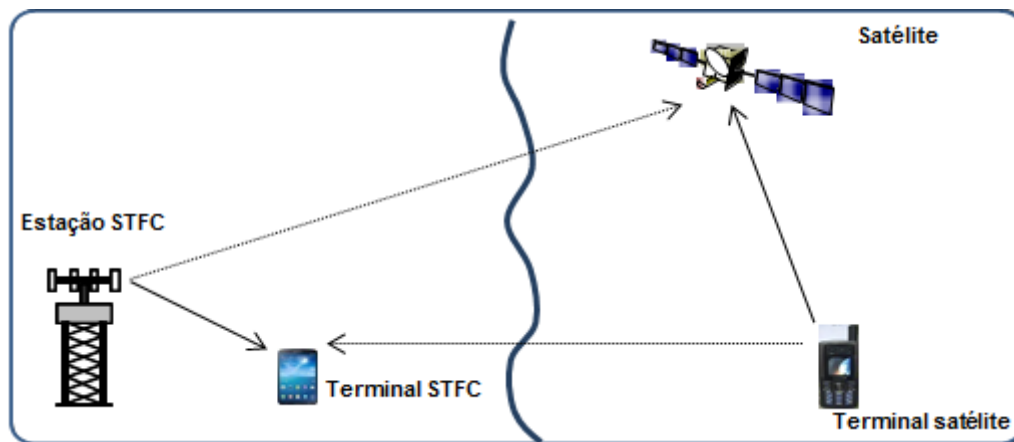 Satélite
Estação STFC
Terminal STFC
Terminal satélite